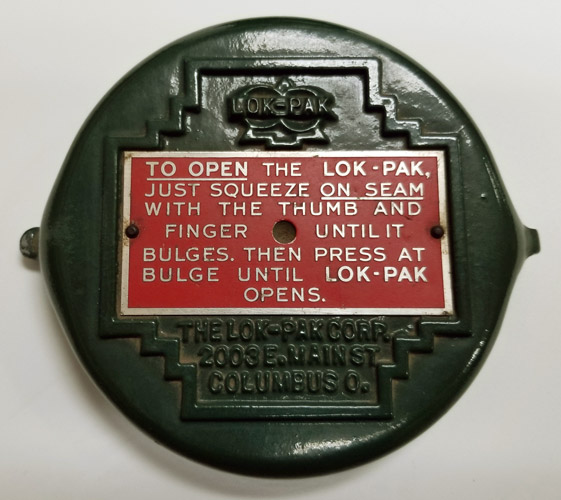 LOK-PAK
TO OPEN THE LOK-PAK,
JUST SQUEEZE ON SEAM
WITH THE THUMB AND
FINGER UNTIL IT
BULGES. THEN PRESS AT
BULGE UNTIL LOK-PAK
OPENS.
THE LOK-PAK CORP.
2003 E. MAIN ST
COLUMBUS O.